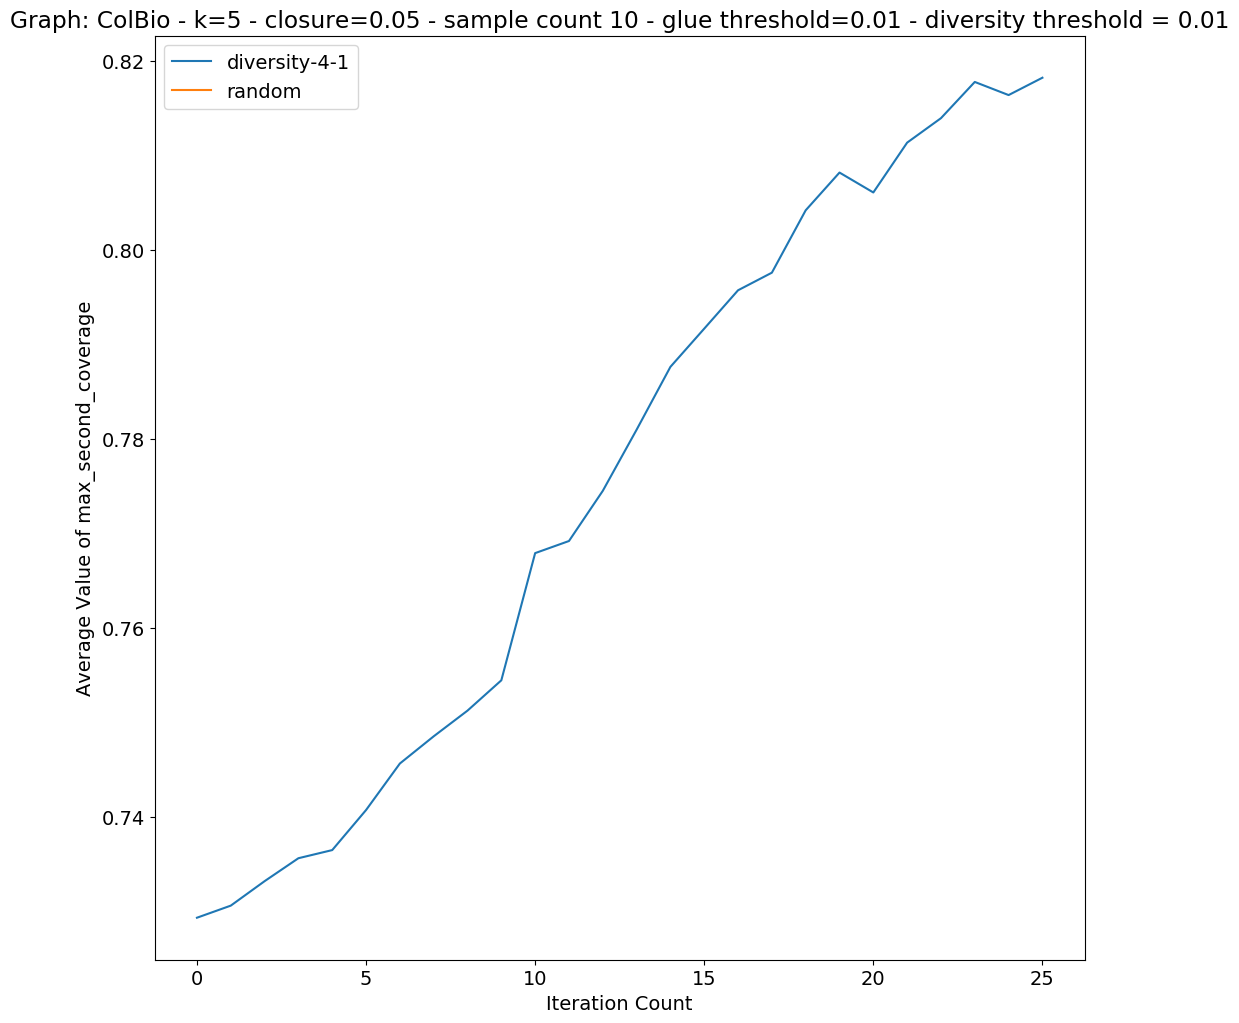 Graph: ColBio - k=5 - closure=0.05 - sample count 10 - glue threshold=0.01 - diversity threshold = 0.01
diversity-4-1
random
0.82
0.80
0.78
0.76
0.74
Average Value of max_second_coverage
0 5 10 15 20 25
Iteration Count